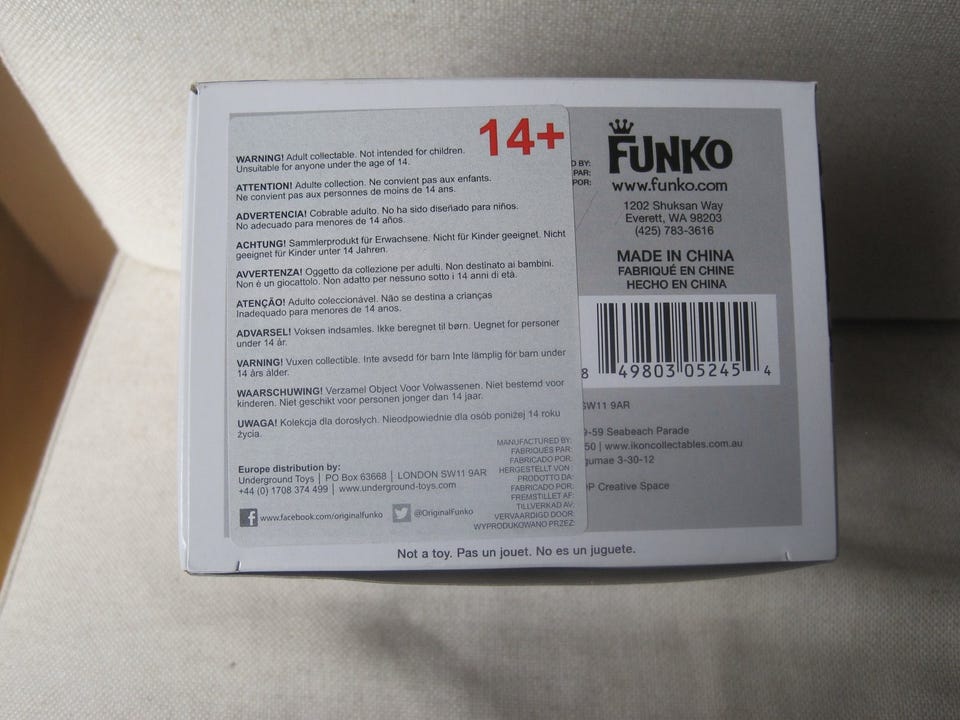 14+
WARNING! Adult collectable. Not intended for children.
Unsuitable for anyone under the age of 14.
ATTENTION! Adulte collection. Ne convient pas aux enfants.
Ne convient pas aux personnes de moins de 14 ans.
ADVERTENCIA! Cobrable adulto. No ha sido diseñado para niños.
No adecuado para menores de 14 años.
ACHTUNG! Sammlerprodukt für Erwachsene. Nicht für Kinder geeignet. Nicht
geeignet für Kinder unter 14 Jahren.
AVVERTENZA! Oggetto da collezione per adulti. Non destinato ai bambini.
Non é un giocattolo. Non adatto per nessuno sotto i 14 anni di età.
ATENÇÃO! Adulto coleccionável. Não se destina a crianças
Inadequado para menores de 14 anos.
ADVARSEL! Voksen indsamles. Ikke beregnet til børn. Uegnet for personer
under 14 år.
VARNING! Vuxen collectible. Inte avsedd för barn Inte lämplig för barn under
14 års ålder.
WAARSCHUWING! Verzamel Object Voor Volwassenen. Niet bestemd voor
kinderen. Niet geschikt voor personen jonger dan 14 jaar.
UWAGA! Kolekcja dla dorosłych. Nieodpowiednie dla osób poniżej 14 roku
życia.
Europe distribution by:
Underground Toys | PO Box 63668 | LONDON SW11 9AR
+44 (0) 1708 374 499 | www.underground-toys.com
www.facebook.com/originalfunko @OriginalFunko
MANUFACTURED BY:
FABRIQUÉS PAR:
FABRICADO POR:
HERGESTELLT VON:
PRODOTTO DA:
FABRICADO POR:
FREMSTILLET AF:
TILLVERKAD AV:
VERVAARDIGD DOOR:
WYPRODUKOWANO PRZEZ:
D BY:
PAR:
POR:
FUNKO
www.funko.com
1202 Shuksan Way
Everett, WA 98203
(425) 783-3616
MADE IN CHINA
FABRIQUÉ EN CHINE
HECHO EN CHINA
8 49803 05245 4
SW11 9AR
9-59 Seabeach Parade
50 | www.ikoncollectables.com.au
gumae 3-30-12
OP Creative Space
Not a toy. Pas un jouet. No es un juguete.